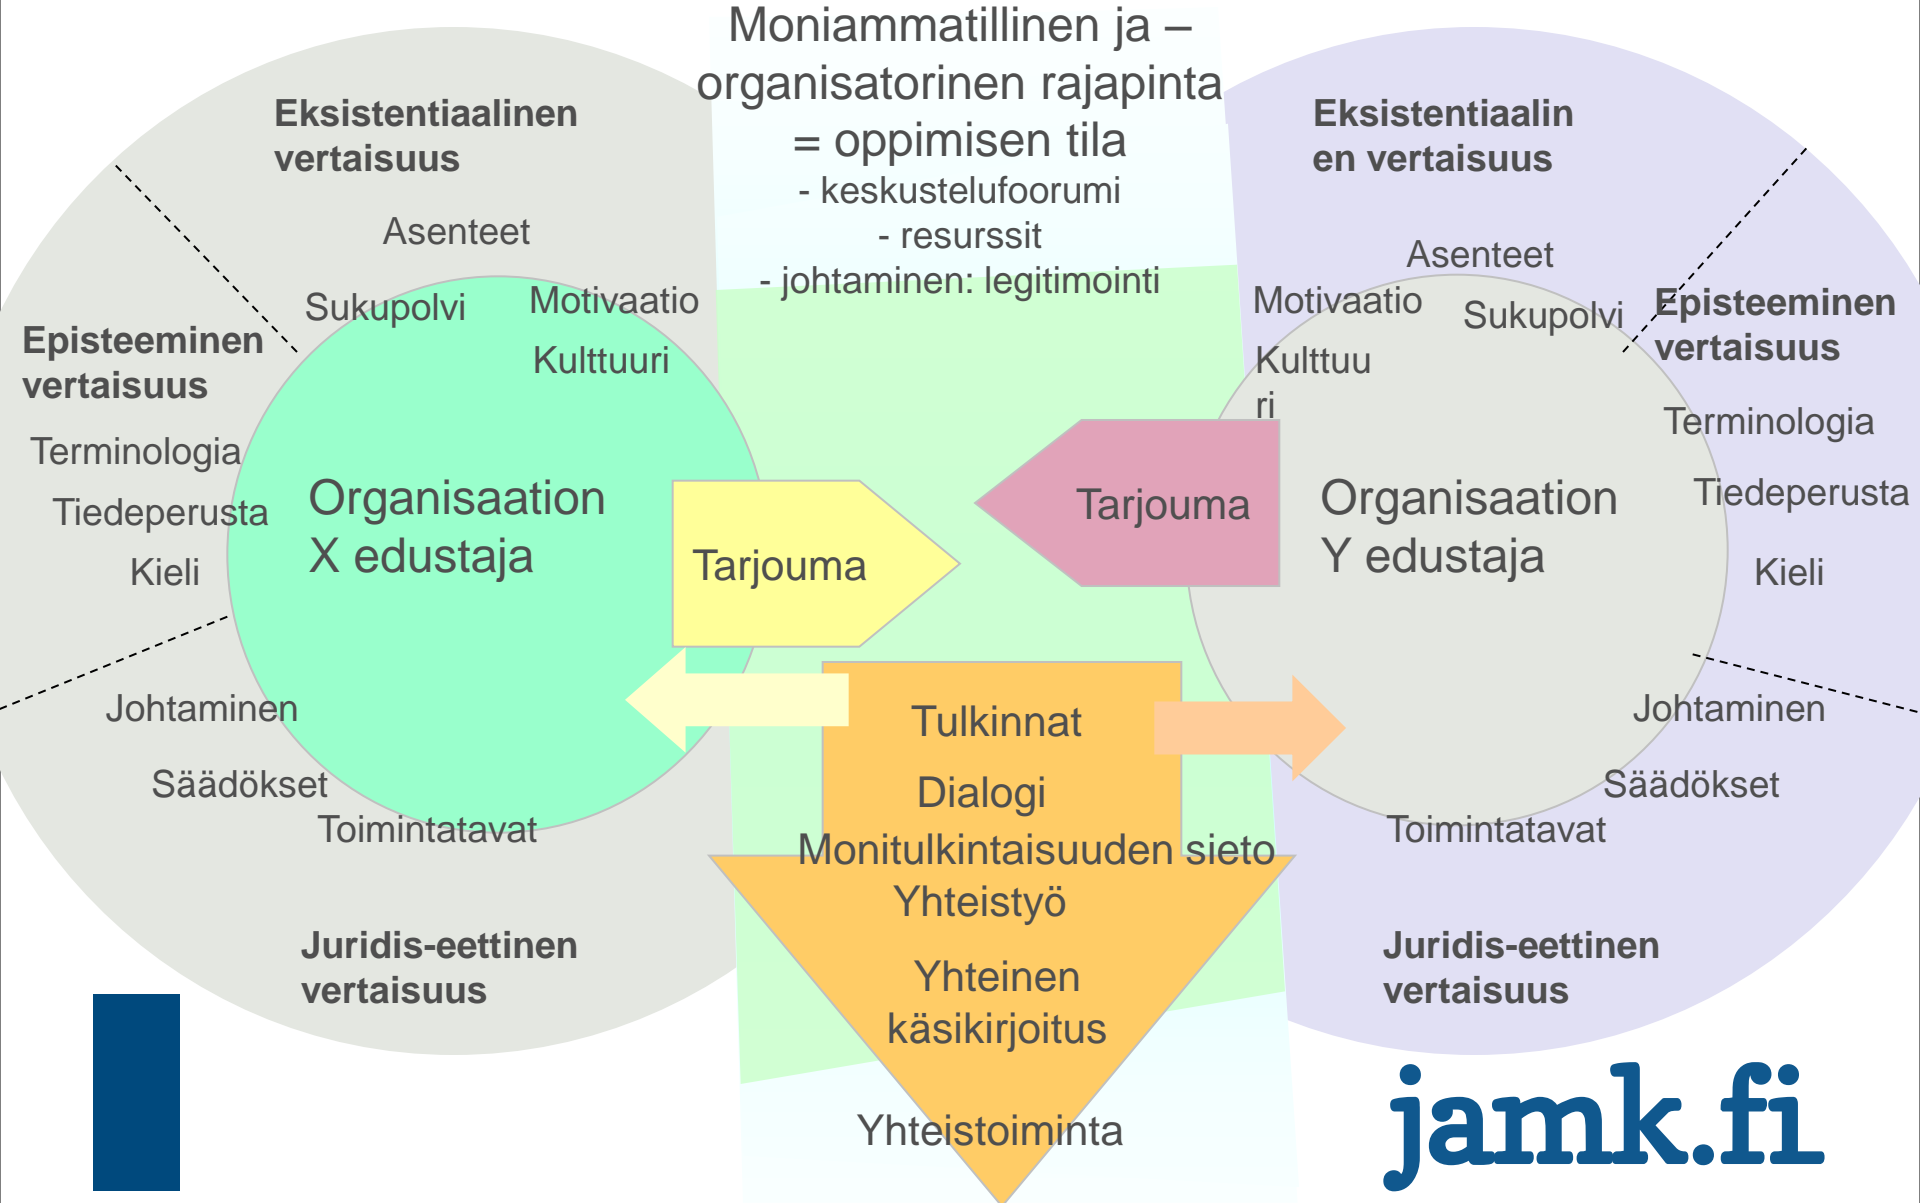 Moniammatillinen ja –
organisatorinen rajapinta
= oppimisen tila
- keskustelufoorumi
- resurssit
- johtaminen: legitimointi
Eksistentiaalinen
vertaisuus
Asenteet
Sukupolvi
Motivaatio
Kulttuuri
Episteeminen
vertaisuus
Terminologia
Tiedeperusta
Kieli
Organisaation
X edustaja
Johtaminen
Säädökset
Toimintatavat
Juridis-eettinen
vertaisuus
Tarjouma
Tarjouma
Tulkinnat
Dialogi
Monitulkintaisuuden sieto
Yhteistyö
Yhteinen
käsikirjoitus
Yhteistoiminta
Eksistentiaalin
en vertaisuus
Asenteet
Motivaatio
Sukupolvi
Kulttuu
ri
Episteeminen
vertaisuus
Terminologia
Tiedeperusta
Kieli
Organisaation
Y edustaja
Johtaminen
Säädökset
Toimintatavat
Juridis-eettinen
vertaisuus
jamk.fi